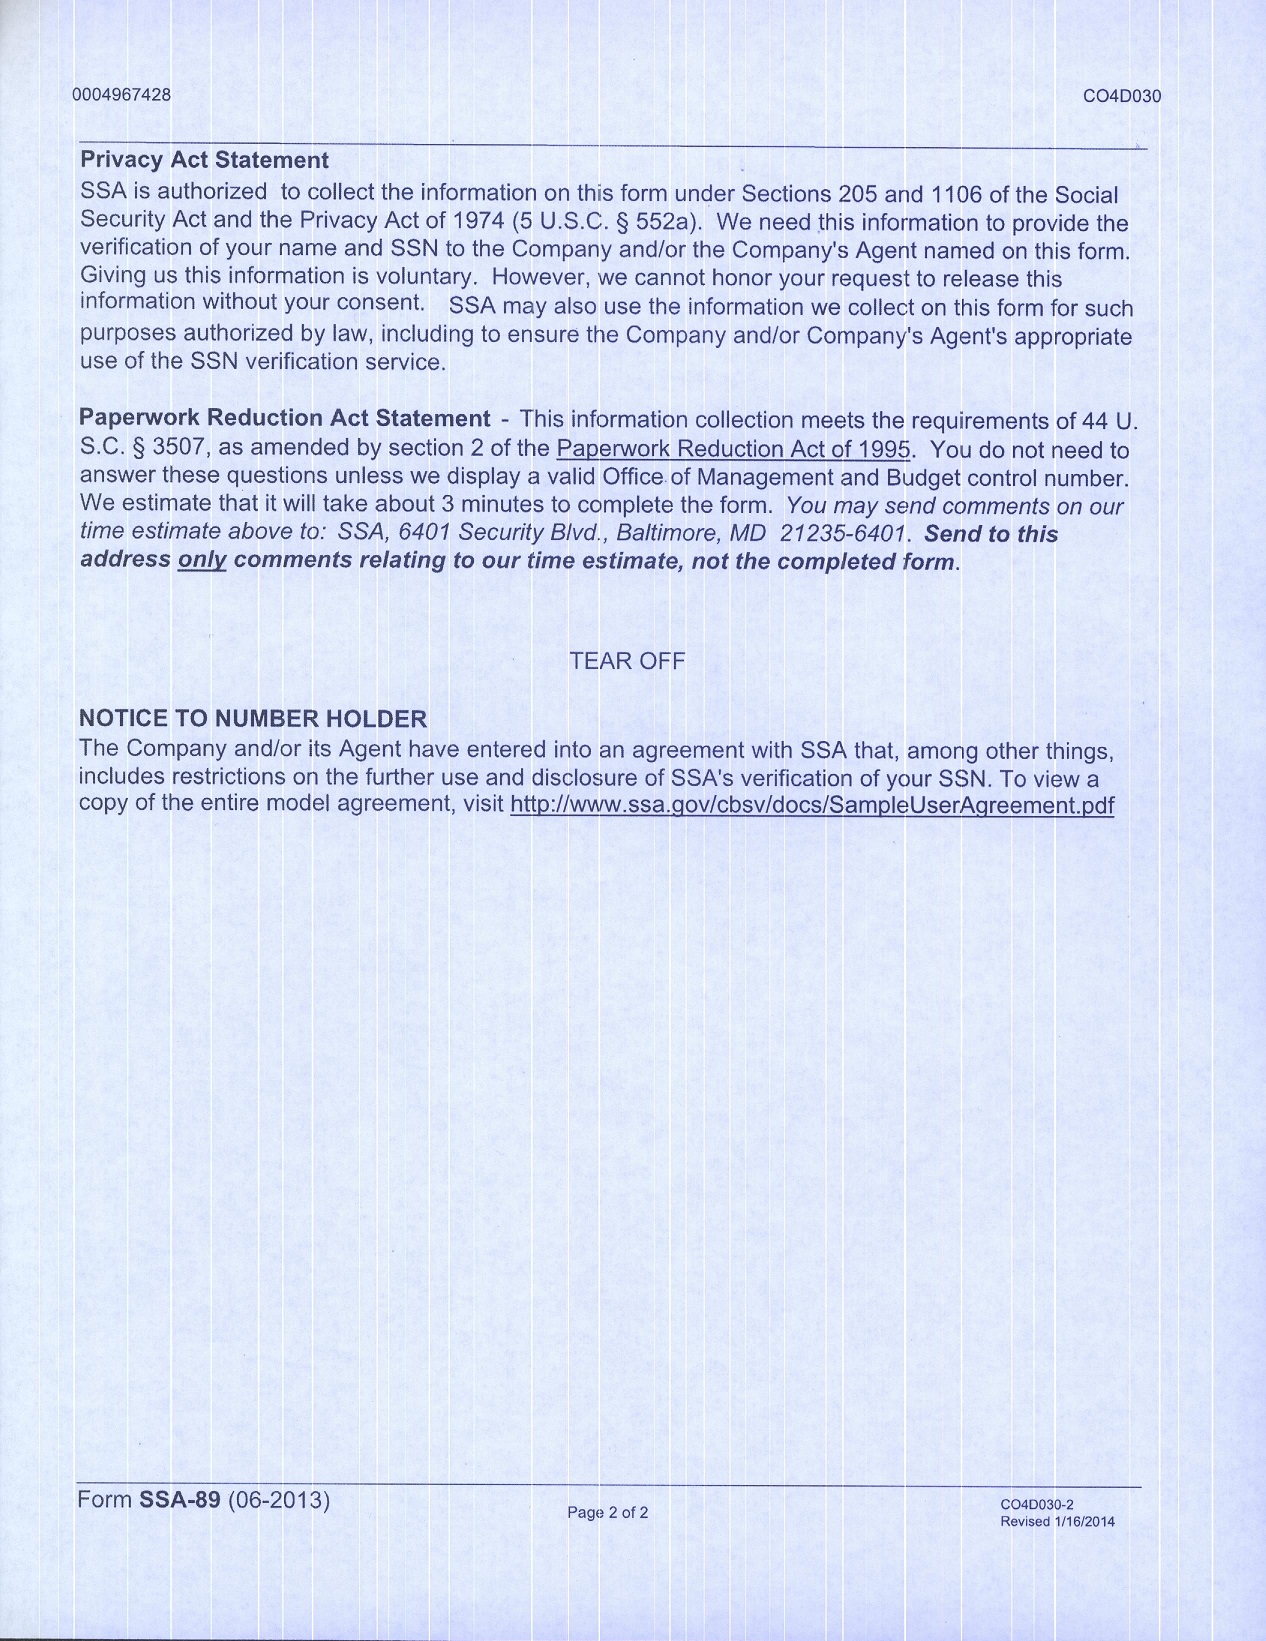 0004967428 CO4D030
Privacy Act Statement
SSA is authorized  to collect the information on this form under Sections 205 and 1106 of the Social
Security Act and the Privacy Act of 1974 (5 U.S.C. § 552a).  We need this information to provide the
verification of your name and SSN to the Company and/or the Company's Agent named on this form.
Giving us this information is voluntary.  However, we cannot honor your request to release this
information without your consent.   SSA may also use the information we collect on this form for such
purposes authorized by law, including to ensure the Company and/or Company's Agent's appropriate
use of the SSN verification service.
Paperwork Reduction Act Statement - This information collection meets the requirements of 44 U.
S.C. § 3507, as amended by section 2 of the Paperwork Reduction Act of 1995.  You do not need to
answer these questions unless we display a valid Office of Management and Budget control number.
We estimate that it will take about 3 minutes to complete the form.  You may send comments on our
time estimate above to:  SSA, 6401 Security Blvd., Baltimore, MD  21235-6401.  Send to this
address only comments relating to our time estimate, not the completed form.
TEAR OFF
NOTICE TO NUMBER HOLDER
The Company and/or its Agent have entered into an agreement with SSA that, among other things,
includes restrictions on the further use and disclosure of SSA's verification of your SSN. To view a
copy of the entire model agreement, visit http://www.ssa.gov/cbsv/docs/SampleUserAgreement.pdf
Form SSA-89 (06-2013)
Page 2 of 2
CO4D030-2
Revised 1/16/2014